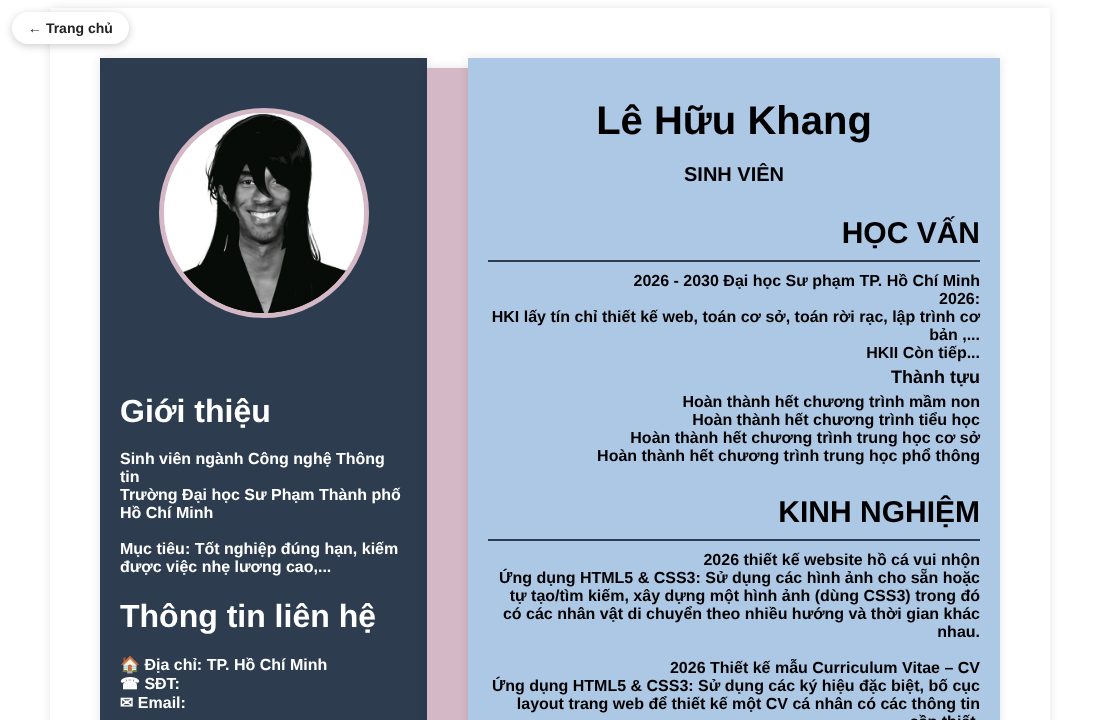 ← Trang chủ
Giới thiệu
Sinh viên ngành Công nghệ Thông
tin
Trường Đại học Sư Phạm Thành phố
Hồ Chí Minh
Mục tiêu: Tốt nghiệp đúng hạn, kiếm
được việc nhẹ lương cao,...
Thông tin liên hệ
🏠 Địa chỉ: TP. Hồ Chí Minh
☎ SĐT:
✉ Email:
Lê Hữu Khang
SINH VIÊN
HỌC VẤN
2026 - 2030 Đại học Sư phạm TP. Hồ Chí Minh
2026:
HKI lấy tín chỉ thiết kế web, toán cơ sở, toán rời rạc, lập trình cơ
bản ,...
HKII Còn tiếp...
Thành tựu
Hoàn thành hết chương trình mầm non
Hoàn thành hết chương trình tiểu học
Hoàn thành hết chương trình trung học cơ sở
Hoàn thành hết chương trình trung học phổ thông
KINH NGHIỆM
2026 thiết kế website hồ cá vui nhộn
Ứng dụng HTML5 & CSS3: Sử dụng các hình ảnh cho sẵn hoặc
tự tạo/tìm kiếm, xây dựng một hình ảnh (dùng CSS3) trong đó
có các nhân vật di chuyển theo nhiều hướng và thời gian khác
nhau.
2026 Thiết kế mẫu Curriculum Vitae – CV
Ứng dụng HTML5 & CSS3: Sử dụng các ký hiệu đặc biệt, bố cục
layout trang web để thiết kế một CV cá nhân có các thông tin